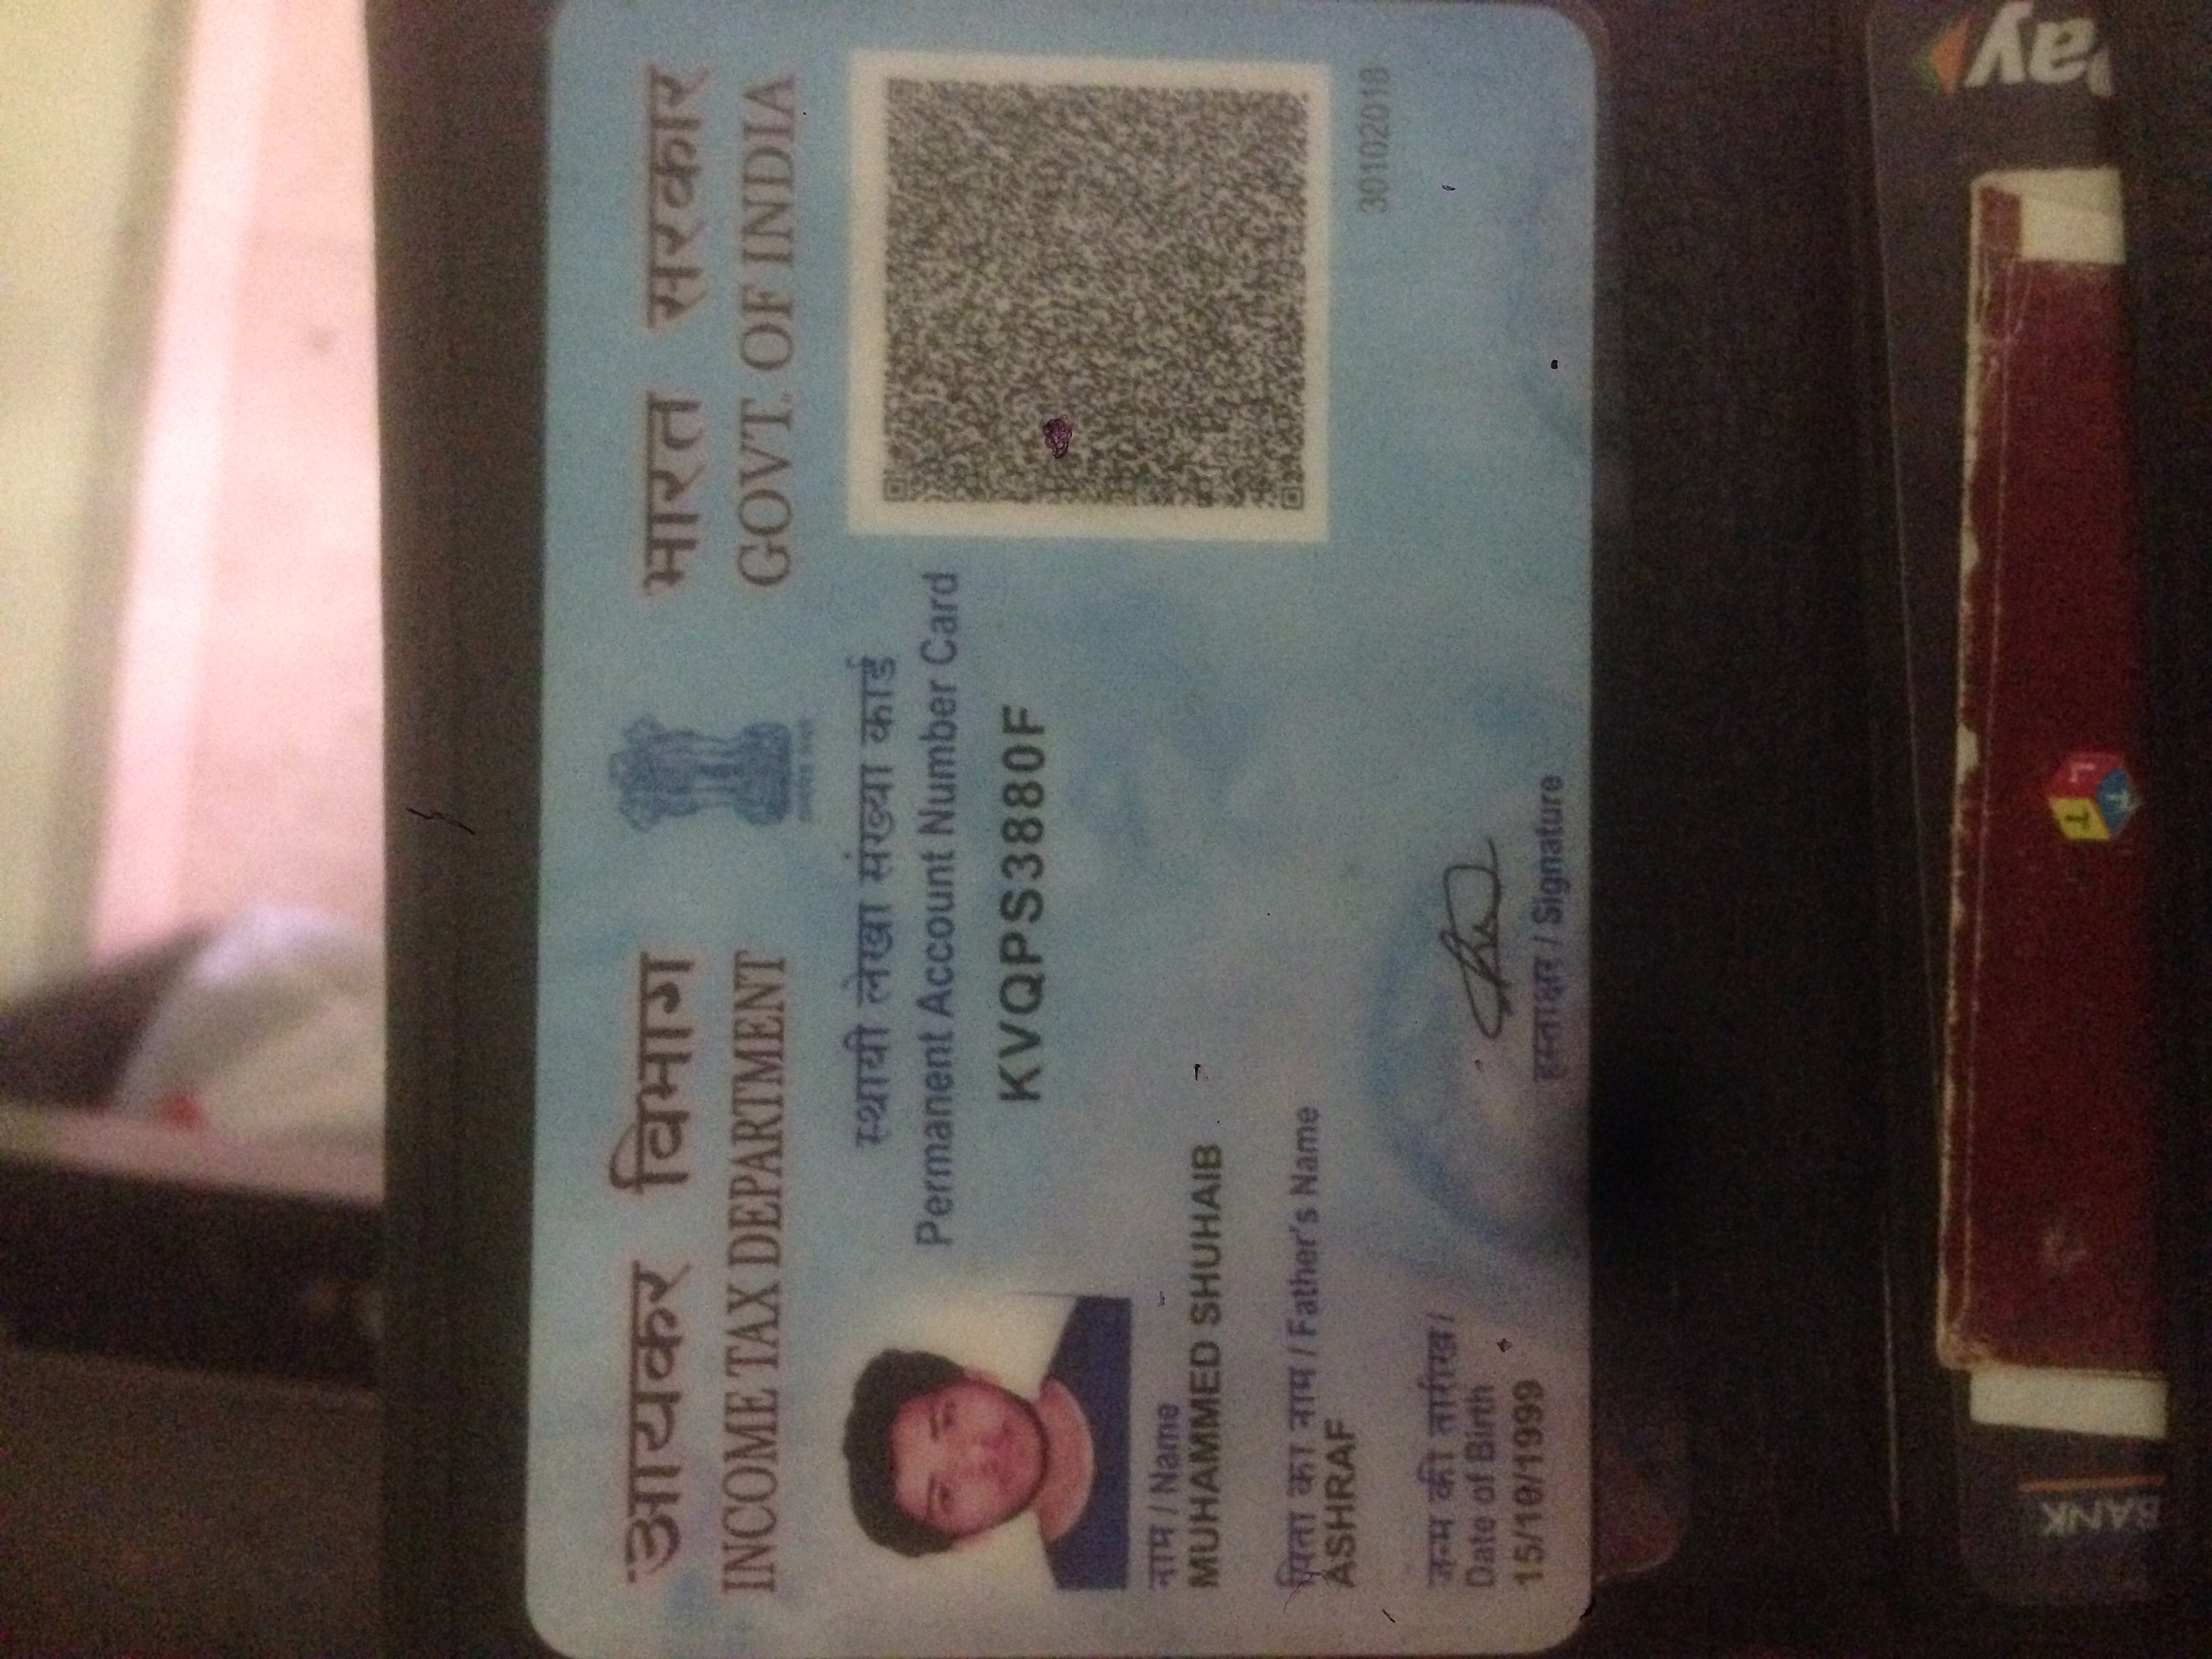 आयकर विभाग
INCOME TAX DEPARTMENT
भारत सरकार
GOVT. OF INDIA
स्थायी लेखा संख्या कार्ड
Permanent Account Number Card
KVQPS3880F
नाम / Name
MUHAMMED SHUHAIB
पिता का नाम / Father's Name
ASHRAF
30102018
जन्म की तारीख /
Date of Birth
15/10/1999
हस्ताक्षर / Signature
BANK